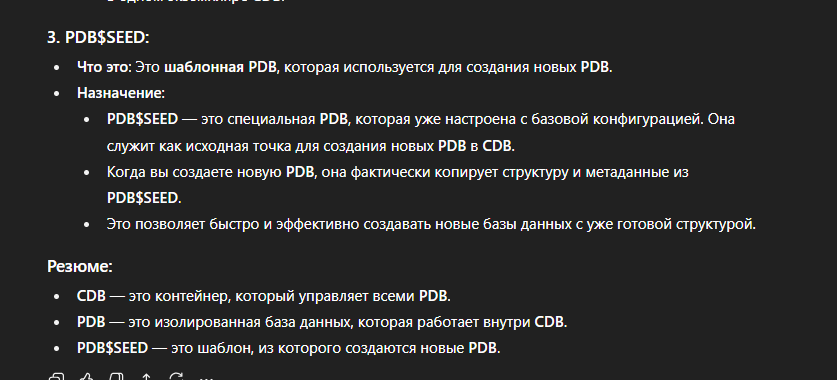 3. PDB$SEED:
Что это: Это шаблонная PDB, которая используется для создания новых PDB.
Назначение:
PDB$SEED — это специальная PDB, которая уже настроена с базовой конфигурацией. Она
служит как исходная точка для создания новых PDB в CDB.
Когда вы создаете новую PDB, она фактически копирует структуру и метаданные из
PDB$SEED.
Это позволяет быстро и эффективно создавать новые базы данных с уже готовой структурой.
Резюме:
CDB — это контейнер, который управляет всеми PDB.
PDB — это изолированная база данных, которая работает внутри CDB.
PDB$SEED — это шаблон, из которого создаются новые PDB.